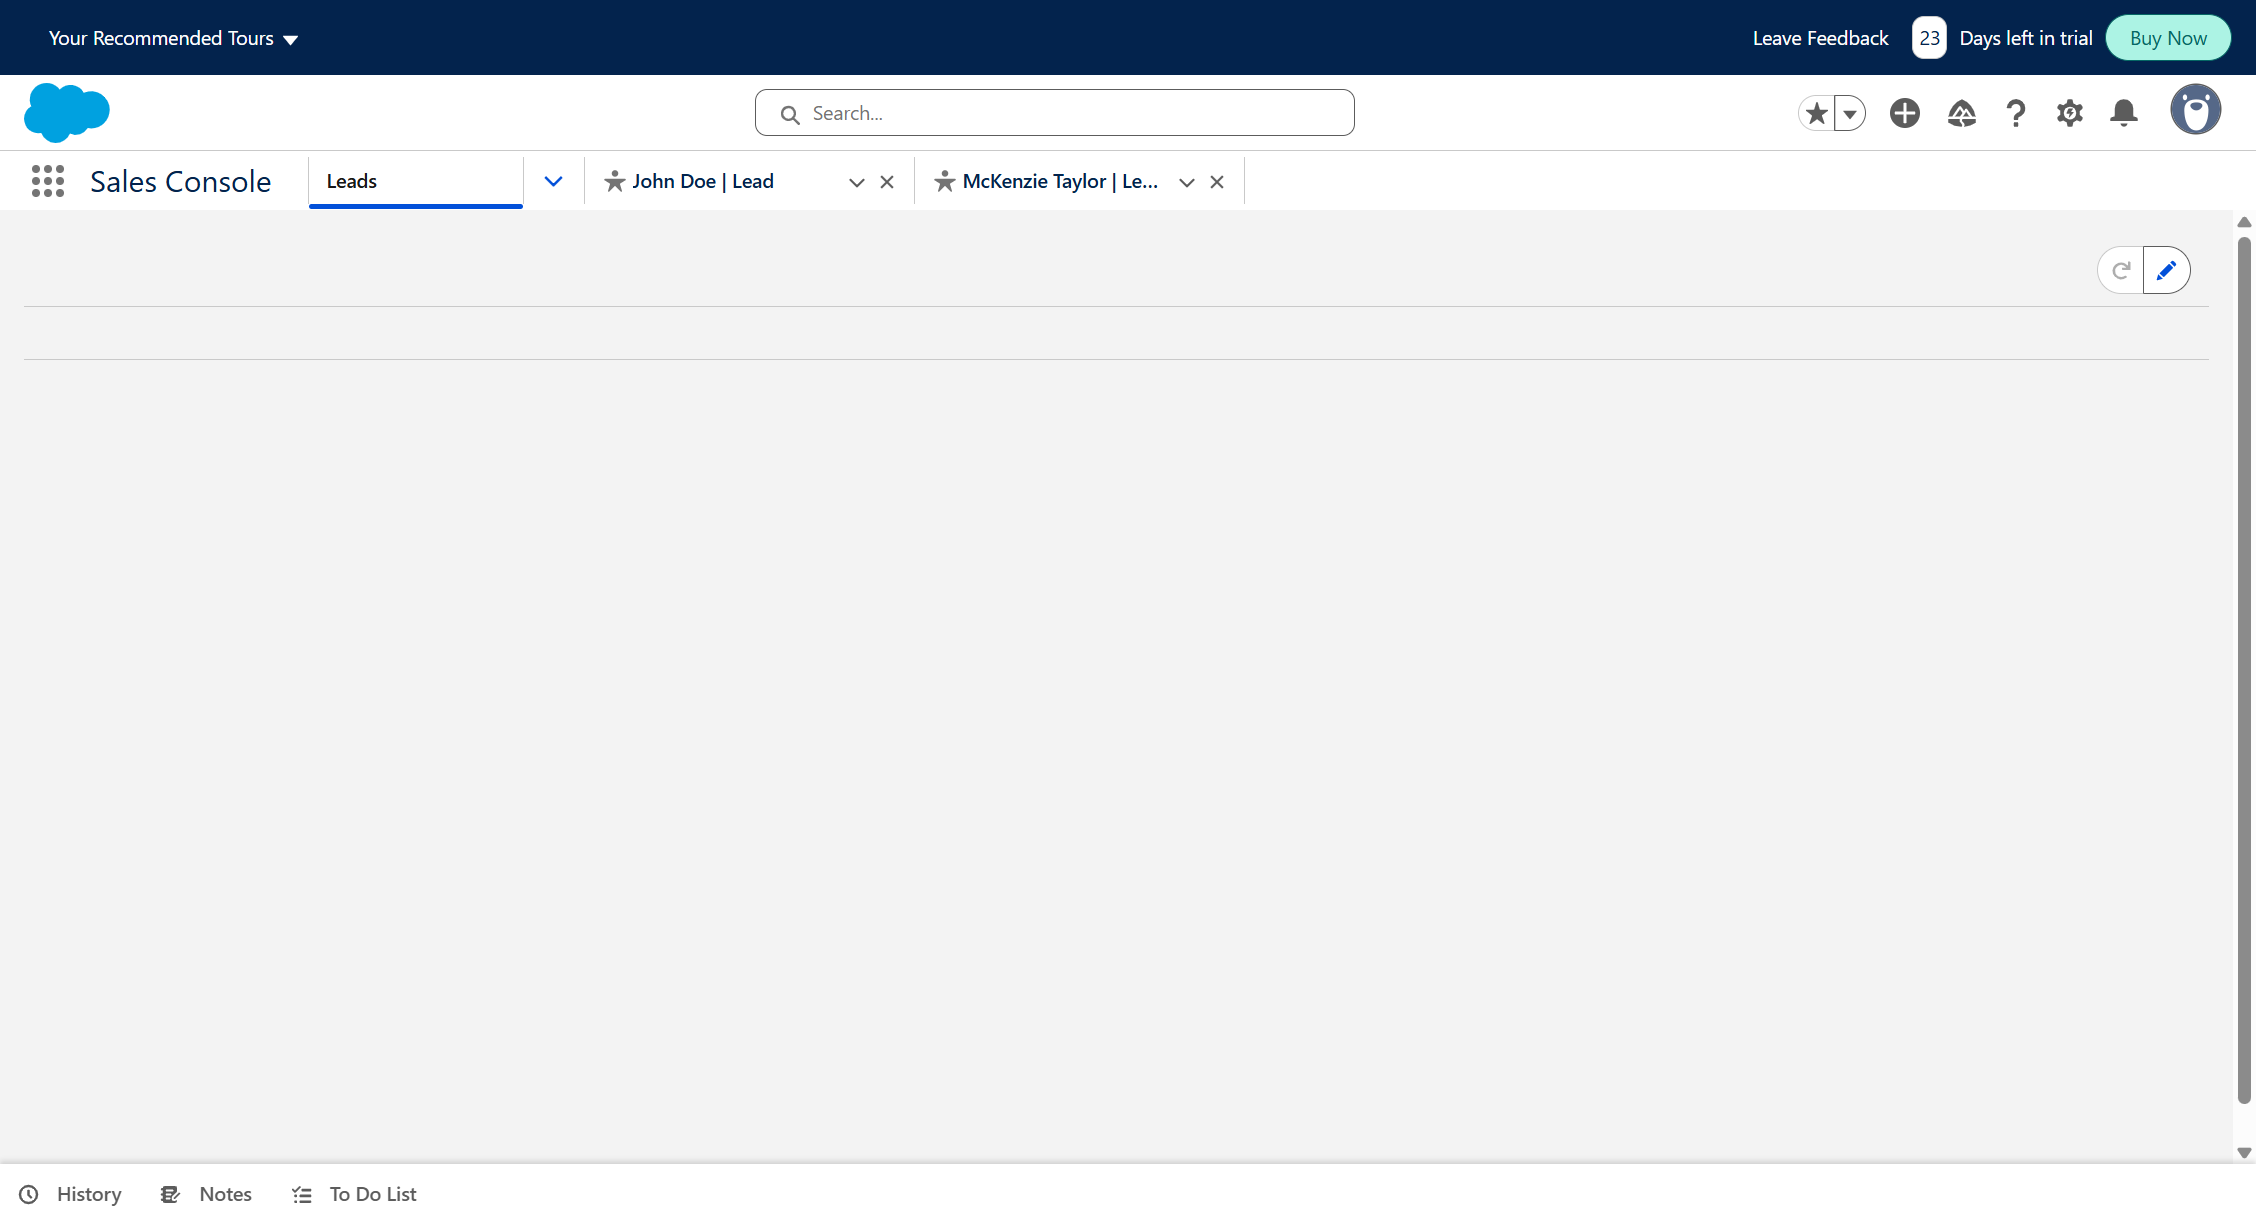 Your Recommended Tours
Leave Feedback 23 Days left in trial Buy Now
Search...
Sales Console
Leads
John Doe | Lead
McKenzie Taylor | Le...
History
Notes
To Do List